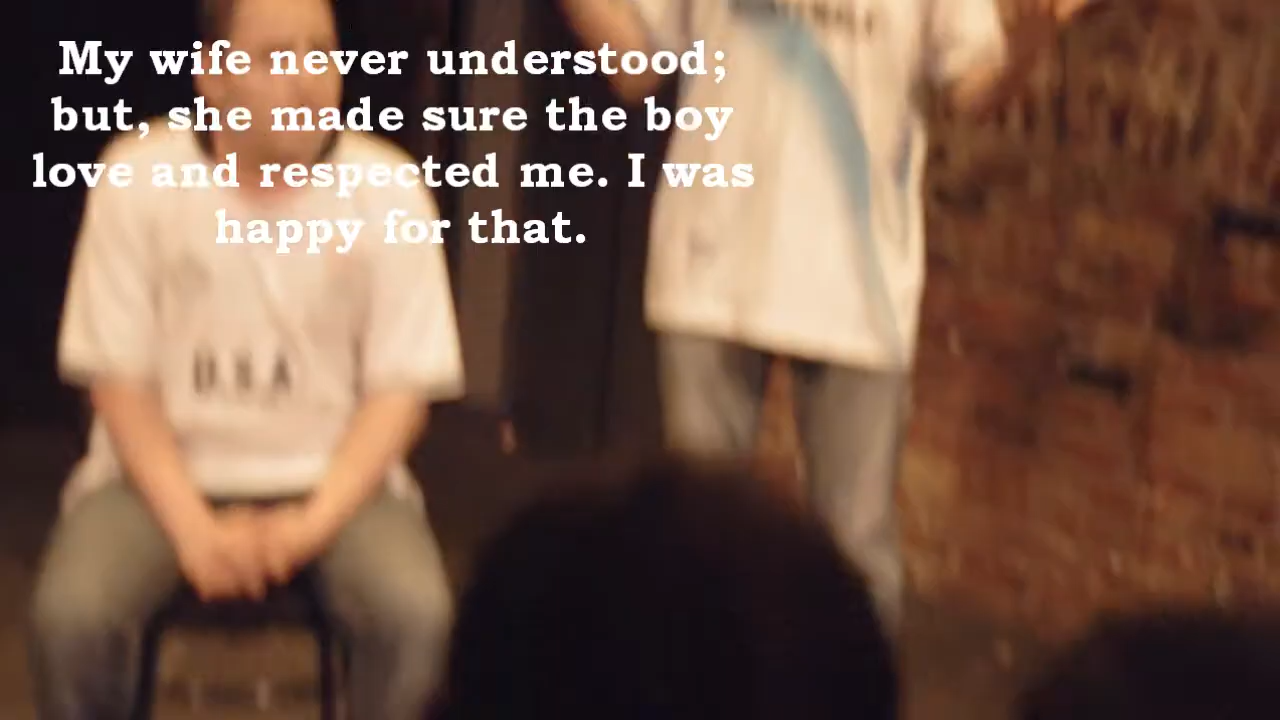 My wife never understood;
but, she made sure the boy
love and respected me. I was
happy for that.
U.S.A